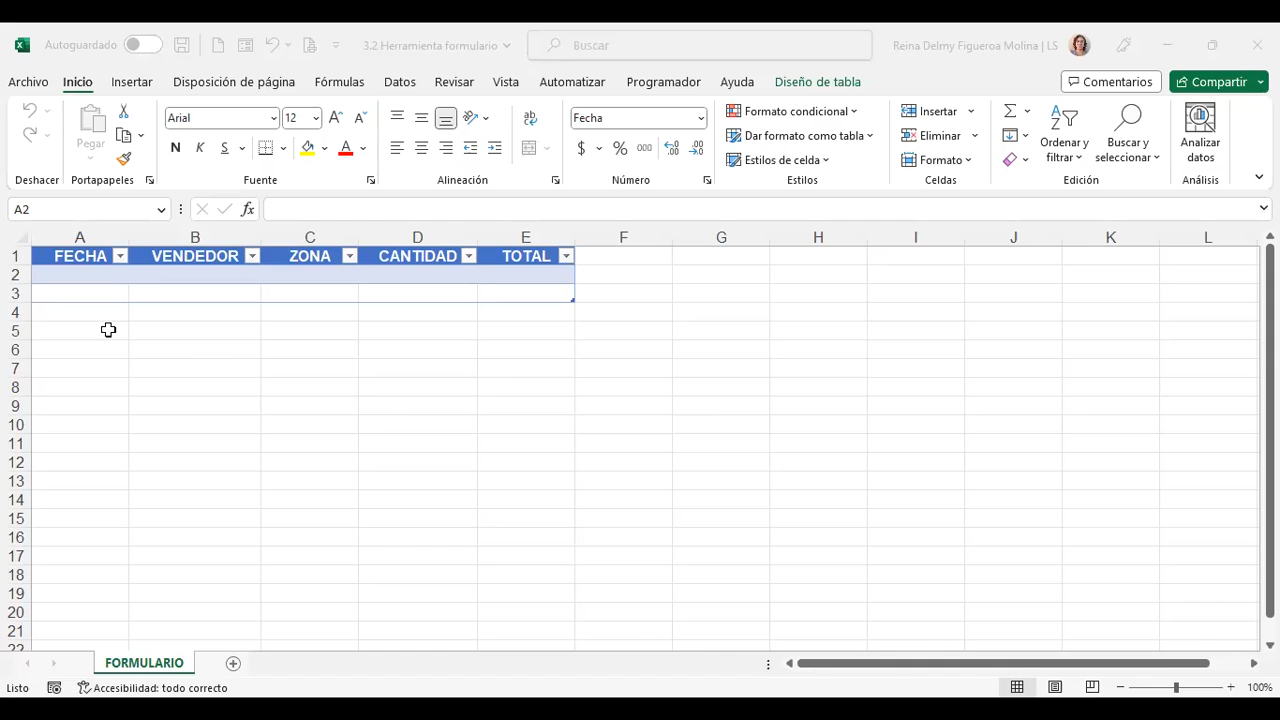 Autoguardado
3.2 Herramienta formulario
Buscar
Reina Delmy Figueroa Molina | LS
Archivo Inicio Insertar Disposición de página Fórmulas Datos Revisar Vista Automatizar Programador Ayuda Diseño de tabla
Comentarios
Compartir
Pegar
Arial 12
N K S
A A
ab
Fecha
$ % 000
Formato condicional
Dar formato como tabla
Estilos de celda
Insertar
Eliminar
Formato
Ordenar y filtrar
Buscar y seleccionar
Analizar datos
Deshacer Portapapeles Fuente Alineación Número Estilos Celdas Edición Análisis
A2
fx
A B C D E F G H I J K L
1 FECHA VENDEDOR ZONA CANTIDAD TOTAL
2
3
4
5
6
7
8
9
10
11
12
13
14
15
16
17
18
19
20
21
22
FORMULARIO
Listo
Accesibilidad: todo correcto
100%